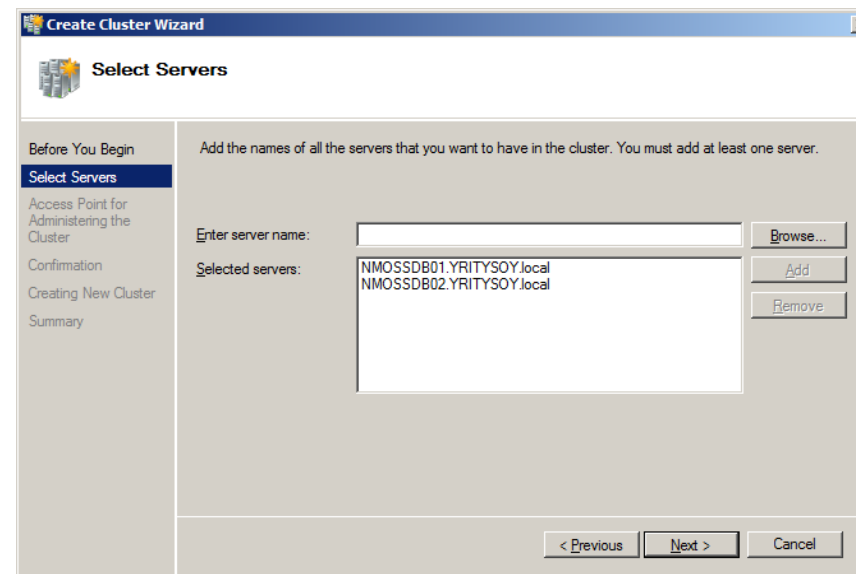 Create Cluster Wizard
Select Servers
Before You Begin
Select Servers
Access Point for
Administering the
Cluster
Confirmation
Creating New Cluster
Summary
Add the names of all the servers that you want to have in the cluster. You must add at least one server.
Enter server name:
Browse...
Selected servers:
NMOSSDB01.YRITYSOY.local
NMOSSDB02.YRITYSOY.local
Add
Remove
< Previous
Next >
Cancel